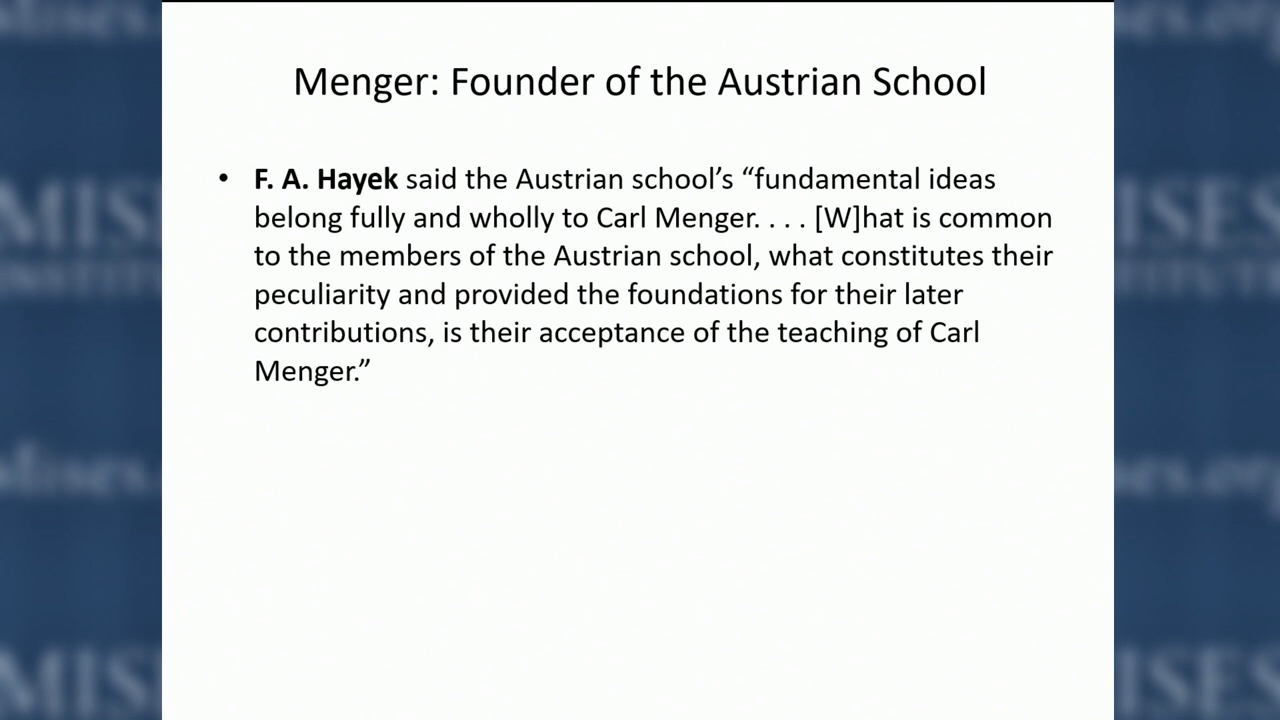 Menger: Founder of the Austrian School
• F. A. Hayek said the Austrian school’s “fundamental ideas
belong fully and wholly to Carl Menger. . . . [W]hat is common
to the members of the Austrian school, what constitutes their
peculiarity and provided the foundations for their later
contributions, is their acceptance of the teaching of Carl
Menger.”